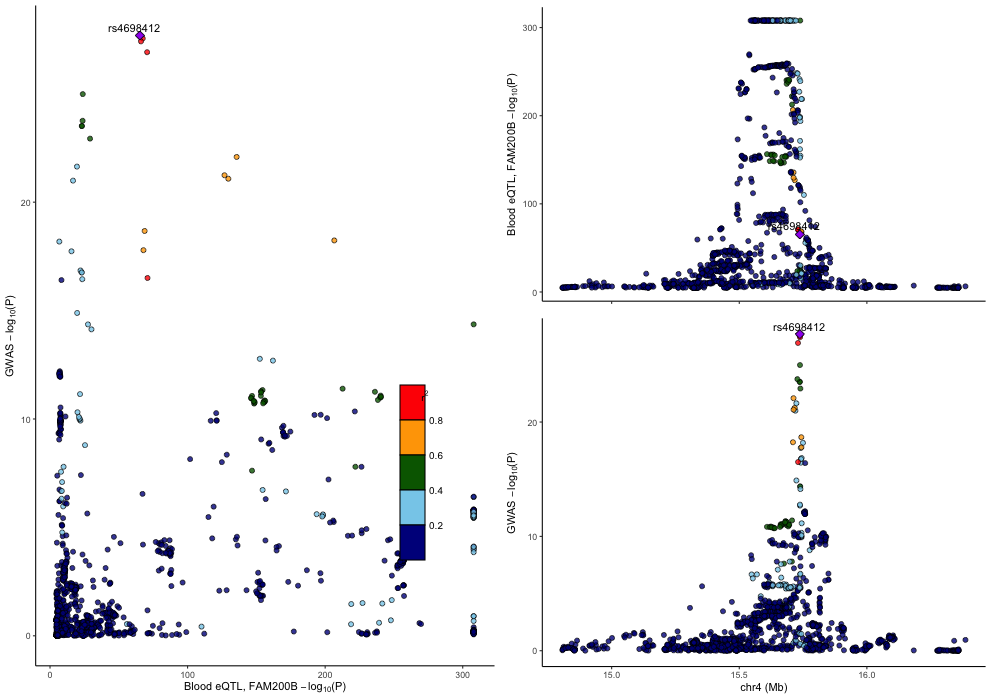 rs4698412
20
10
0
GWAS −log10(P)
0
100
200
300
Blood eQTL, FAM200B −log10(P)
r2
0.8
0.6
0.4
0.2
300
200
100
0
Blood eQTL, FAM200B −log10(P)
rs4698412
rs4698412
20
10
0
GWAS −log10(P)
15.0
15.5
16.0
chr4 (Mb)